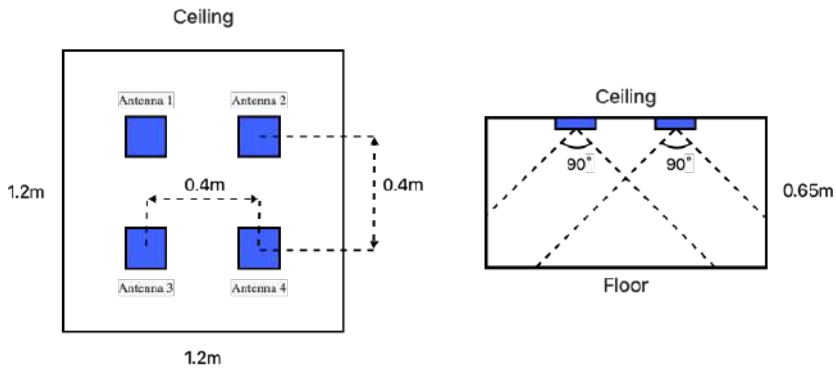 Ceiling
Antenna 1
Antenna 2
1.2m
0.4m
0.4m
Antenna 3
Antenna 4
1.2m
Ceiling
90°
90°
0.65m
Floor